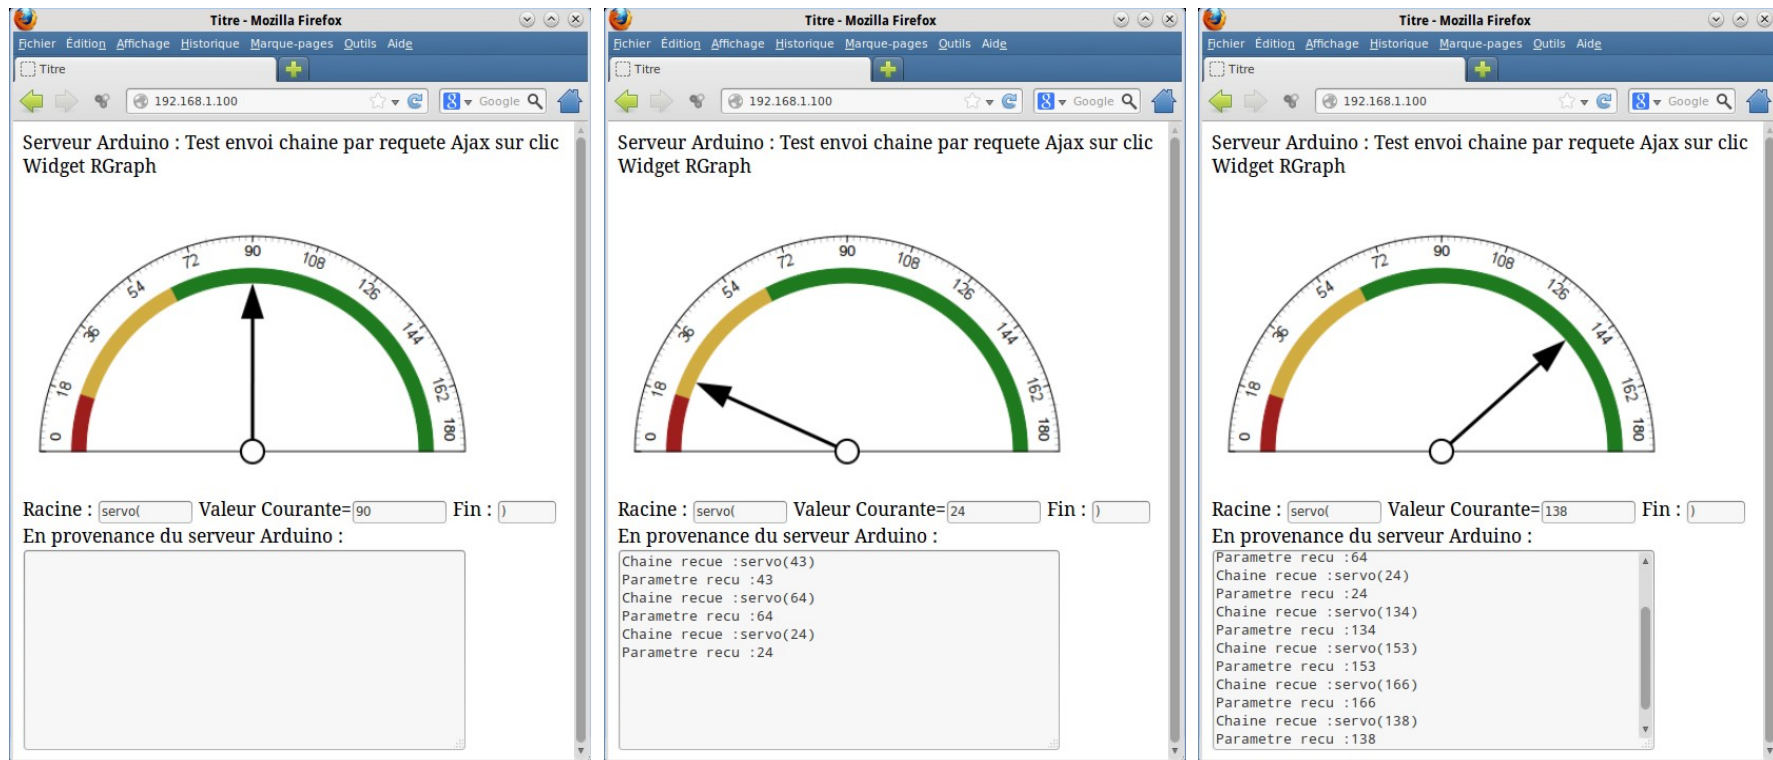 Titre - Mozilla Firefox
Fichier Édition Affichage Historique Marque-pages Outils Aide
Titre
192.168.1.100
Google
Serveur Arduino : Test envoi chaine par requete Ajax sur clic
Widget RGraph
0
18
36
54
72
90
108
126
144
162
180
Racine : servo( Valeur Courante= 90 Fin : )
En provenance du serveur Arduino :
Titre - Mozilla Firefox
Fichier Édition Affichage Historique Marque-pages Outils Aide
Titre
192.168.1.100
Google
Serveur Arduino : Test envoi chaine par requete Ajax sur clic
Widget RGraph
0
18
36
54
72
90
108
126
144
162
180
Racine : servo( Valeur Courante= 24 Fin : )
En provenance du serveur Arduino :
Chaine recue :servo(43)
Parametre recu :43
Chaine recue :servo(64)
Parametre recu :64
Chaine recue :servo(24)
Parametre recu :24
Titre - Mozilla Firefox
Fichier Édition Affichage Historique Marque-pages Outils Aide
Titre
192.168.1.100
Google
Serveur Arduino : Test envoi chaine par requete Ajax sur clic
Widget RGraph
0
18
36
54
72
90
108
126
144
162
180
Racine : servo( Valeur Courante= 138 Fin : )
En provenance du serveur Arduino :
Parametre recu :64
Chaine recue :servo(24)
Parametre recu :24
Chaine recue :servo(134)
Parametre recu :134
Chaine recue :servo(153)
Parametre recu :153
Chaine recue :servo(166)
Parametre recu :166
Chaine recue :servo(138)
Parametre recu :138